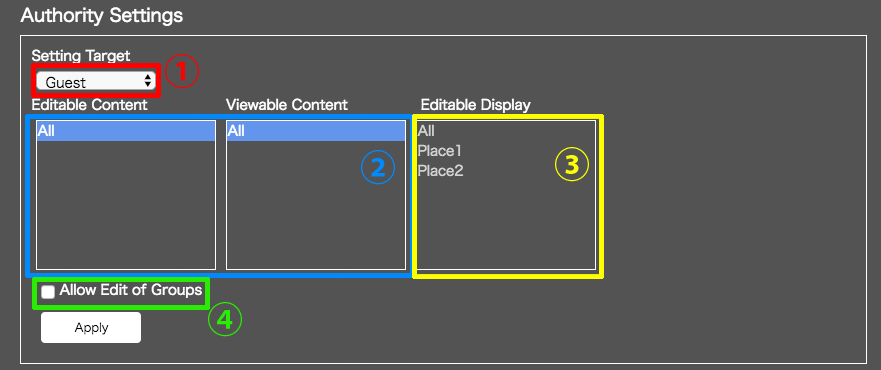 Authority Settings
Setting Target
Guest
①
Editable Content
Viewable Content
Editable Display
All
All
②
All
Place1
Place2
③
Allow Edit of Groups
④
Apply